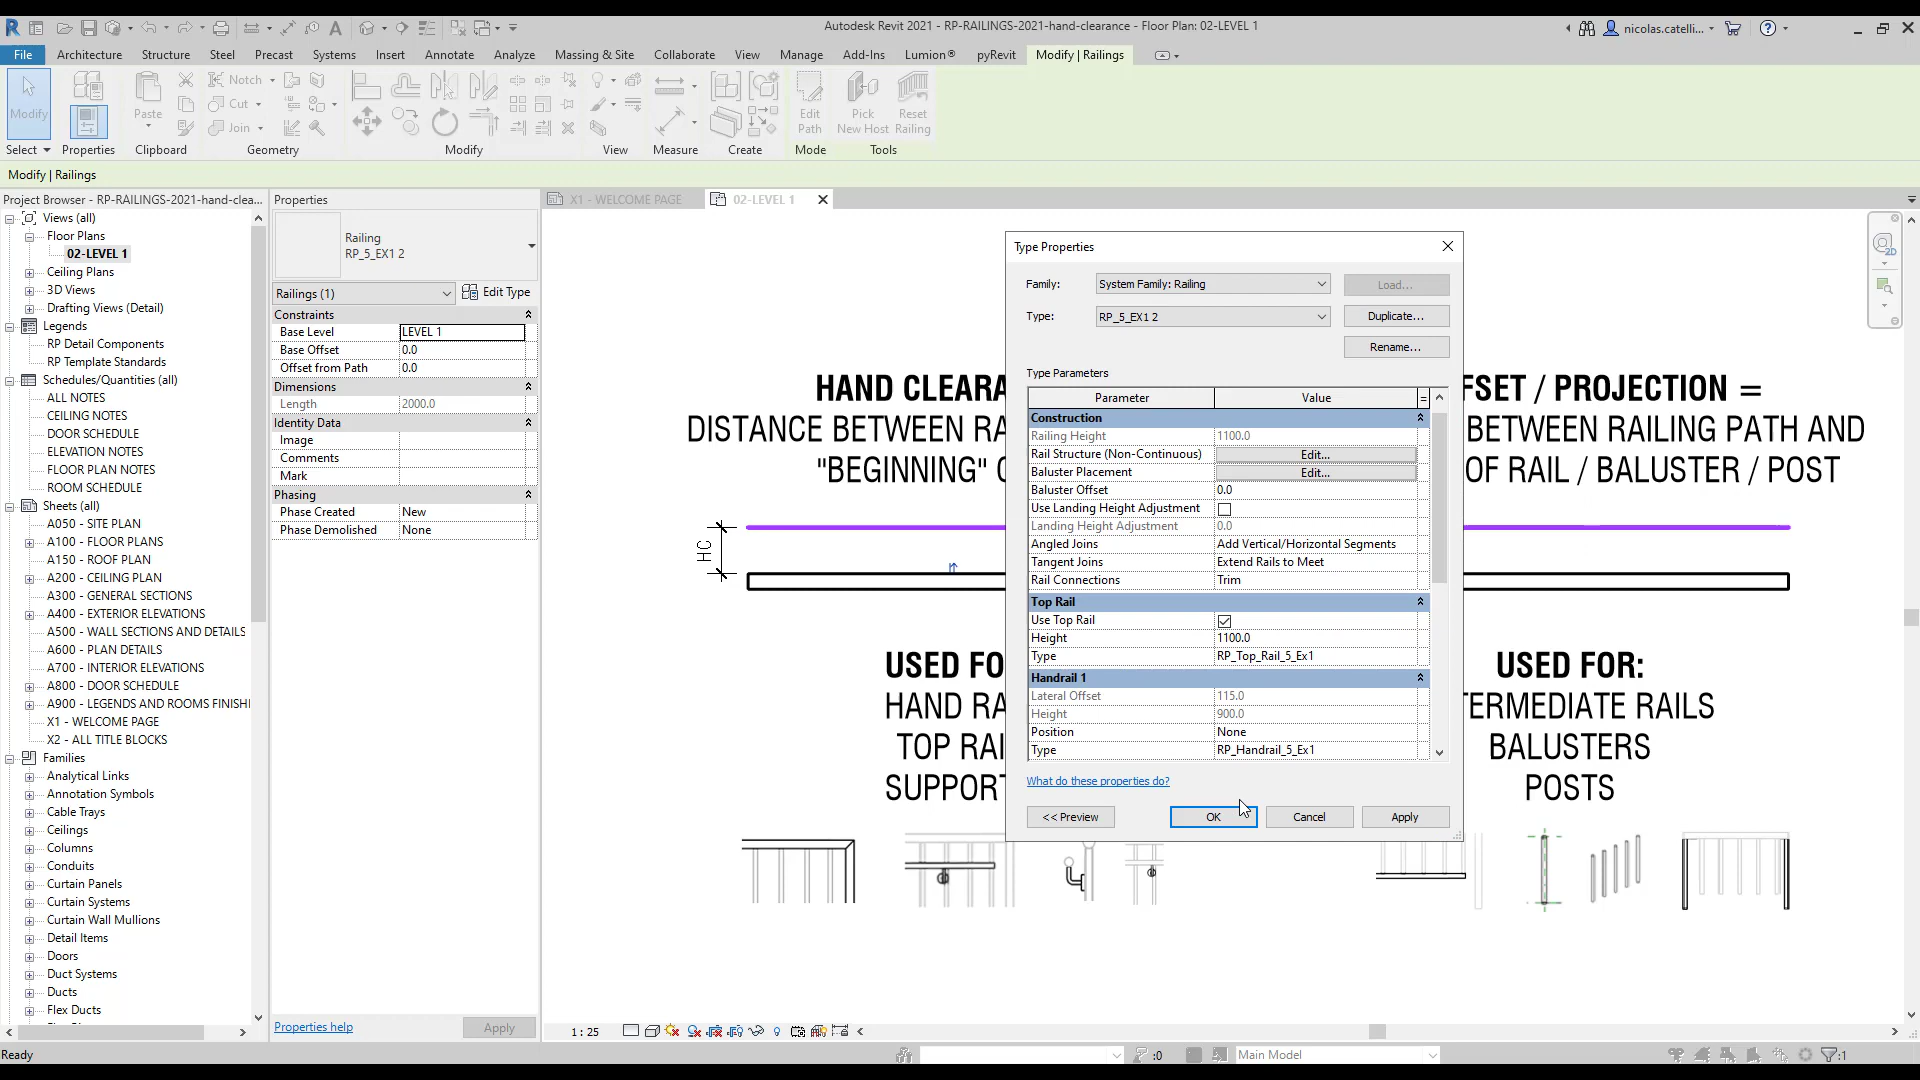 Autodesk Revit 2021 - RP-RAILINGS-2021-hand-clearance - Floor Plan: 02-LEVEL 1
nicolas.catelli...
File Architecture Structure Steel Precast Systems Insert Annotate Analyze Massing & Site Collaborate View Manage Add-Ins Lumion® pyRevit Modify | Railings
Modify
Paste
Notch
Cut
Join
Edit Path
Pick New Host
Reset Railing
Select Properties Clipboard Geometry Modify View Measure Create Mode Tools
Modify | Railings
Project Browser - RP-RAILINGS-2021-hand-clea...
Views (all)
Floor Plans
02-LEVEL 1
Ceiling Plans
3D Views
Drafting Views (Detail)
Legends
RP Detail Components
RP Template Standards
Schedules/Quantities (all)
ALL NOTES
CEILING NOTES
DOOR SCHEDULE
ELEVATION NOTES
FLOOR PLAN NOTES
ROOM SCHEDULE
Sheets (all)
A050 - SITE PLAN
A100 - FLOOR PLANS
A150 - ROOF PLAN
A200 - CEILING PLAN
A300 - GENERAL SECTIONS
A400 - EXTERIOR ELEVATIONS
A500 - WALL SECTIONS AND DETAILS
A600 - PLAN DETAILS
A700 - INTERIOR ELEVATIONS
A800 - DOOR SCHEDULE
A900 - LEGENDS AND ROOMS FINISHI
X1 - WELCOME PAGE
X2 - ALL TITLE BLOCKS
Families
Analytical Links
Annotation Symbols
Cable Trays
Ceilings
Columns
Conduits
Curtain Panels
Curtain Systems
Curtain Wall Mullions
Detail Items
Doors
Duct Systems
Ducts
Flex Ducts
Properties
Railing
RP_5_EX1 2
Railings (1) Edit Type
Constraints
Base Level LEVEL 1
Base Offset 0.0
Offset from Path 0.0
Dimensions
Length 2000.0
Identity Data
Image
Comments
Mark
Phasing
Phase Created New
Phase Demolished None
Properties help Apply
X1 - WELCOME PAGE 02-LEVEL 1
HAND CLEARA
DISTANCE BETWEEN RA
"BEGINNING" O
HC
USED FO
HAND RA
TOP RAI
SUPPORT
FSET / PROJECTION =
BETWEEN RAILING PATH AND
OF RAIL / BALUSTER / POST
USED FOR:
TERMEDIATE RAILS
BALUSTERS
POSTS
Type Properties
Family: System Family: Railing Load...
Type: RP_5_EX1 2 Duplicate...
Rename...
Type Parameters
Parameter Value =
Construction
Railing Height 1100.0
Rail Structure (Non-Continuous) Edit...
Baluster Placement Edit...
Baluster Offset 0.0
Use Landing Height Adjustment
Landing Height Adjustment 0.0
Angled Joins Add Vertical/Horizontal Segments
Tangent Joins Extend Rails to Meet
Rail Connections Trim
Top Rail
Use Top Rail
Height 1100.0
Type RP_Top_Rail_5_Ex1
Handrail 1
Lateral Offset 115.0
Height 900.0
Position None
Type RP_Handrail_5_Ex1
What do these properties do?
<< Preview OK Cancel Apply
2D
1 : 25
Ready
:0
Main Model
:1